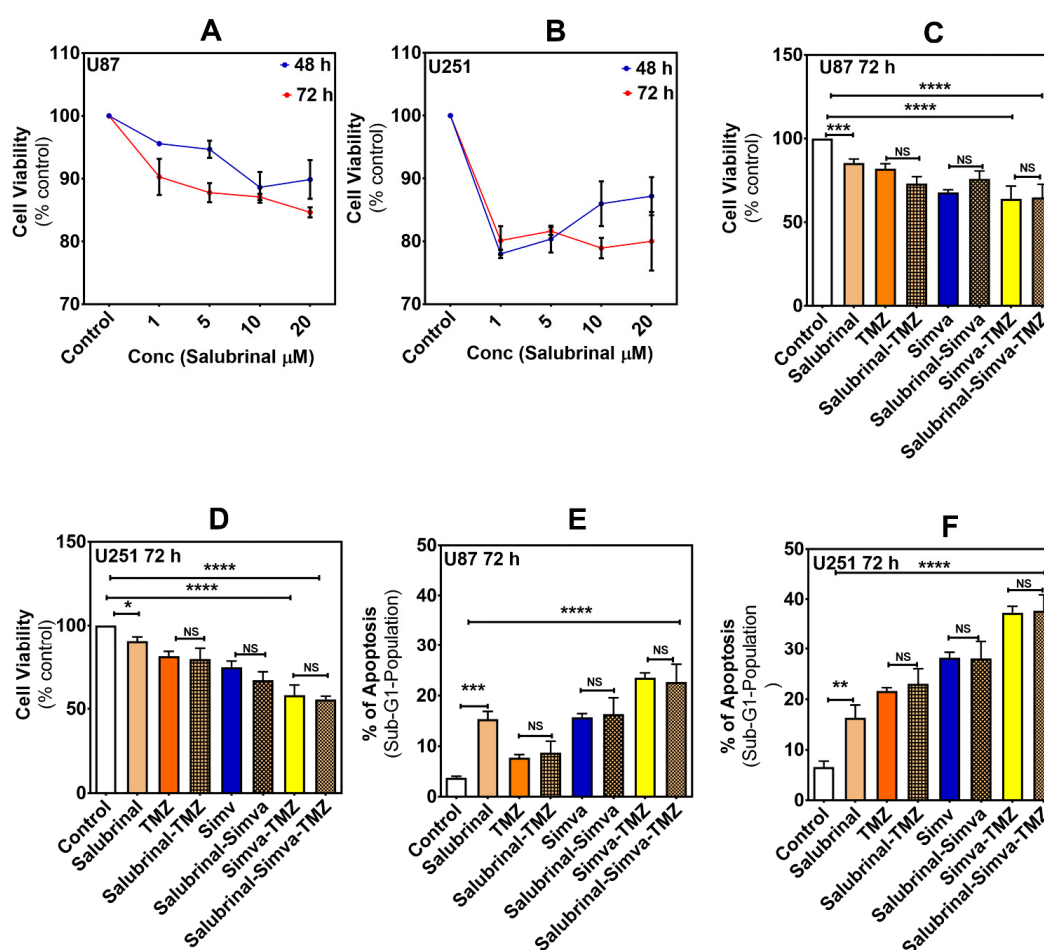 A
U87
48 h
72 h
110
100
90
80
70
Cell Viability
(% control)
Control
1
5
10
20
Conc (Salubrinal µM)
B
U251
48 h
72 h
110
100
90
80
70
Cell Viability
(% control)
Control
1
5
10
20
Conc (Salubrinal µM)
C
U87 72 h
****
****
***
NS
NS
NS
150
100
50
0
Cell Viability
(% control)
Control
Salubrinal
TMZ
Salubrinal-TMZ
Simva
Salubrinal-Simva
Simva-TMZ
Salubrinal-Simva-TMZ
D
U251 72 h
****
****
*
NS
NS
NS
150
100
50
0
Cell Viability
(% control)
Control
Salubrinal
TMZ
Salubrinal-TMZ
Simv
Salubrinal-Simva
Simva-TMZ
Salubrinal-Simva-TMZ
E
U87 72 h
****
***
NS
NS
NS
50
40
30
20
10
0
% of Apoptosis
(Sub-G1-Population)
Control
Salubrinal
TMZ
Salubrinal-TMZ
Simva
Salubrinal-Simva
Simva-TMZ
Salubrinal-Simva-TMZ
F
U251 72 h
****
**
NS
NS
NS
50
40
30
20
10
0
% of Apoptosis
(Sub-G1-Population
)
Control
Salubrinal
TMZ
Salubrinal-TMZ
Simv
Salubrinal-Simva
Simva-TMZ
Salubrinal-Simva-TMZ